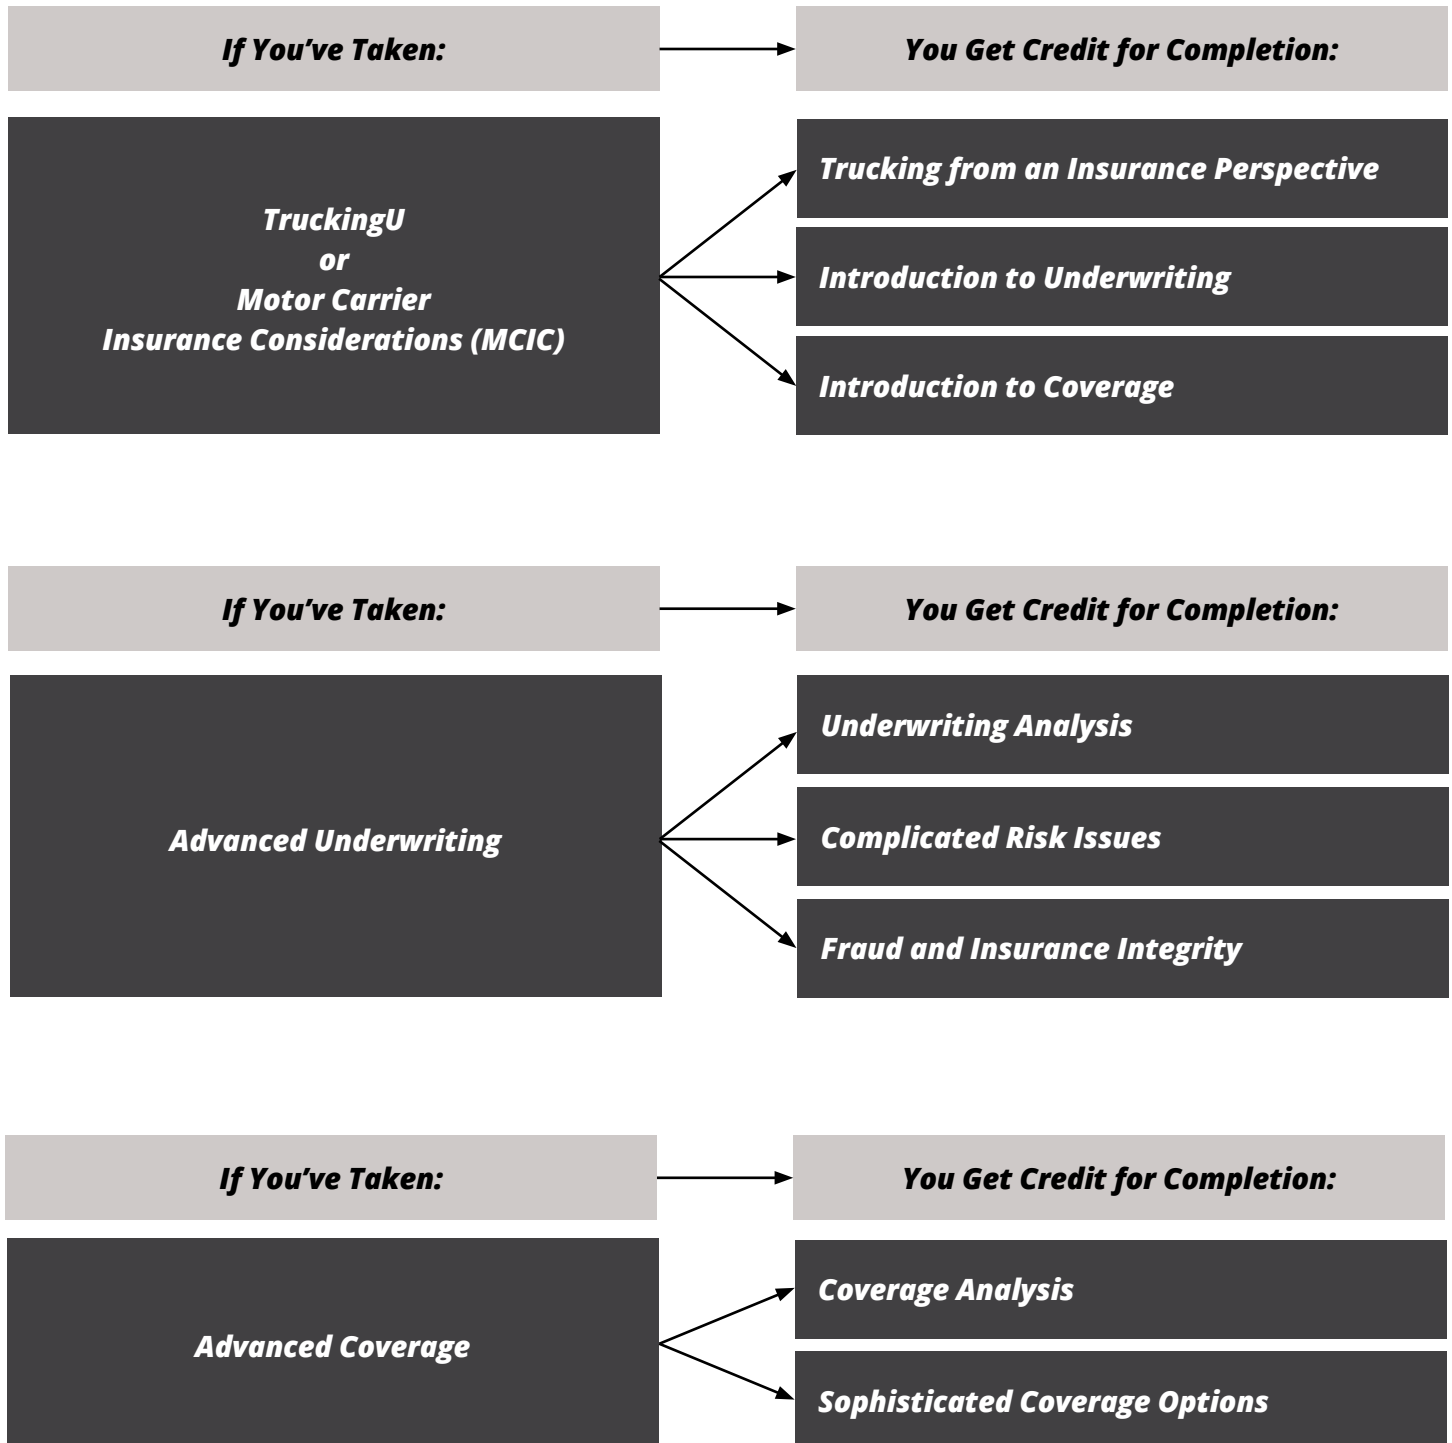 If You’ve Taken:
You Get Credit for Completion:
TruckingU
or
Motor Carrier
Insurance Considerations (MCIC)
Trucking from an Insurance Perspective
Introduction to Underwriting
Introduction to Coverage
If You’ve Taken:
You Get Credit for Completion:
Advanced Underwriting
Underwriting Analysis
Complicated Risk Issues
Fraud and Insurance Integrity
If You’ve Taken:
You Get Credit for Completion:
Advanced Coverage
Coverage Analysis
Sophisticated Coverage Options